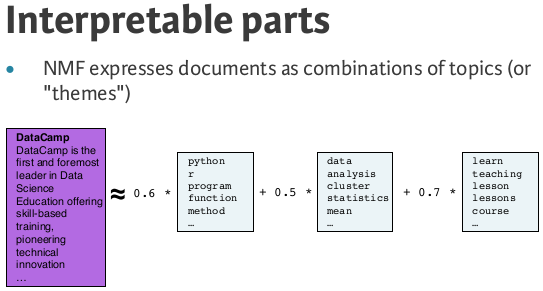 Interpretable parts
• NMF expresses documents as combinations of topics (or
"themes")
DataCamp
DataCamp is the
first and foremost
leader in Data
Science
Education offering
skill-based
training,
pioneering
technical
innovation
...
≈ 0.6 *
python
r
program
function
method
…
+ 0.5 *
data
analysis
cluster
statistics
mean
…
+ 0.7 *
learn
teaching
lesson
lessons
course
…